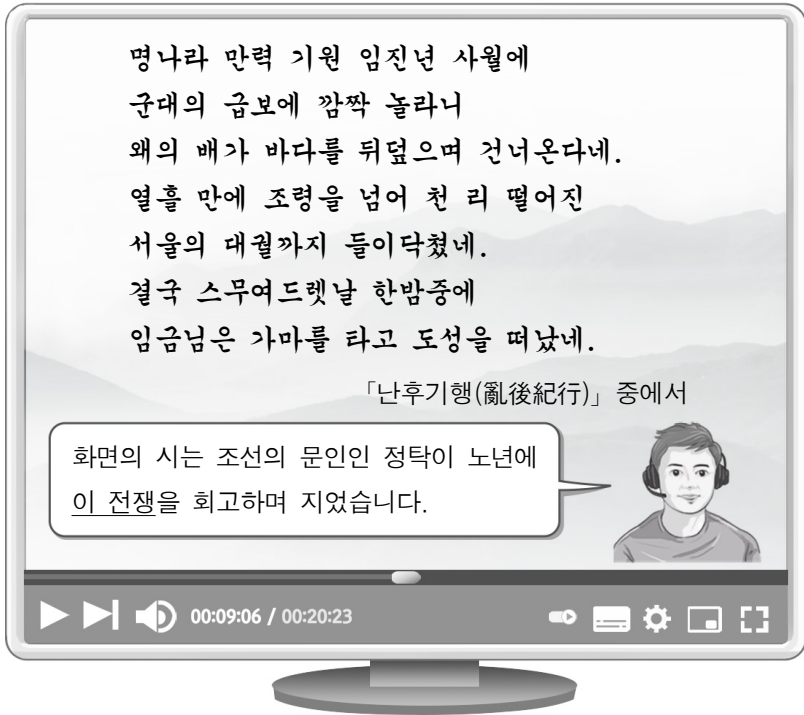 명나라 만력 기원 임진년 사월에
군대의 급보에 깜짝 놀라니
왜의 배가 바다를 뒤덮으며 건너온다네.
열흘 만에 조령을 넘어 천 리 떨어진
서울의 대궐까지 들이닥쳤네.
결국 스무여드렛날 한밤중에
임금님은 가마를 타고 도성을 떠났네.
「난후기행(亂後紀行)」 중에서
화면의 시는 조선의 문인인 정탁이 노년에
이 전쟁을 회고하며 지었습니다.
00:09:06 / 00:20:23